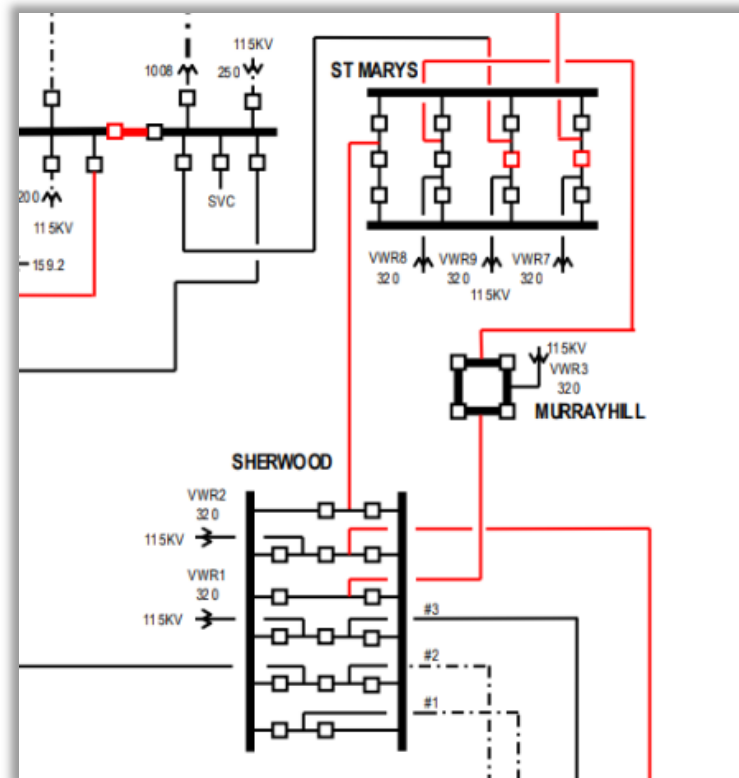 115KV
1008
250
ST MARYS
200
SVC
115KV
159.2
VWR8
320
VWR9
320
115KV
VWR7
320
115KV
VWR3
320
MURRAYHILL
SHERWOOD
VWR2
320
115KV
VWR1
320
115KV
#3
#2
#1